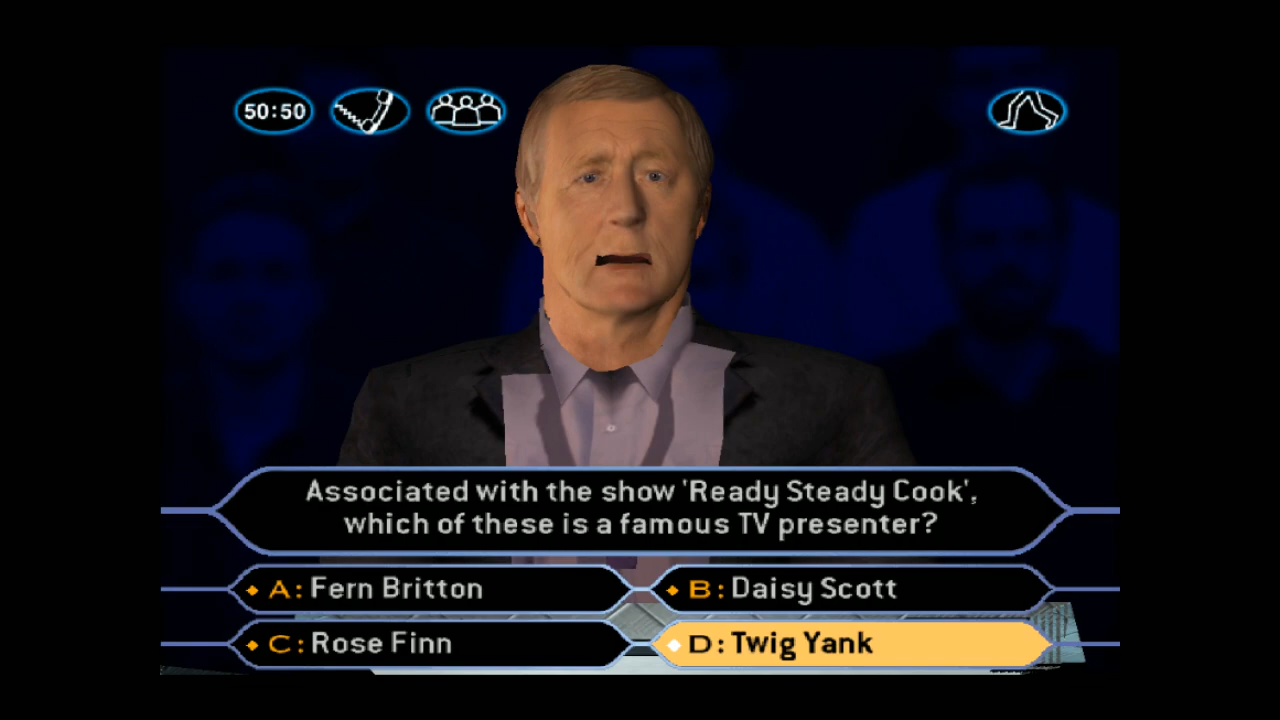 50:50
Associated with the show 'Ready Steady Cook',
which of these is a famous TV presenter?
A: Fern Britton
B: Daisy Scott
C: Rose Finn
D: Twig Yank